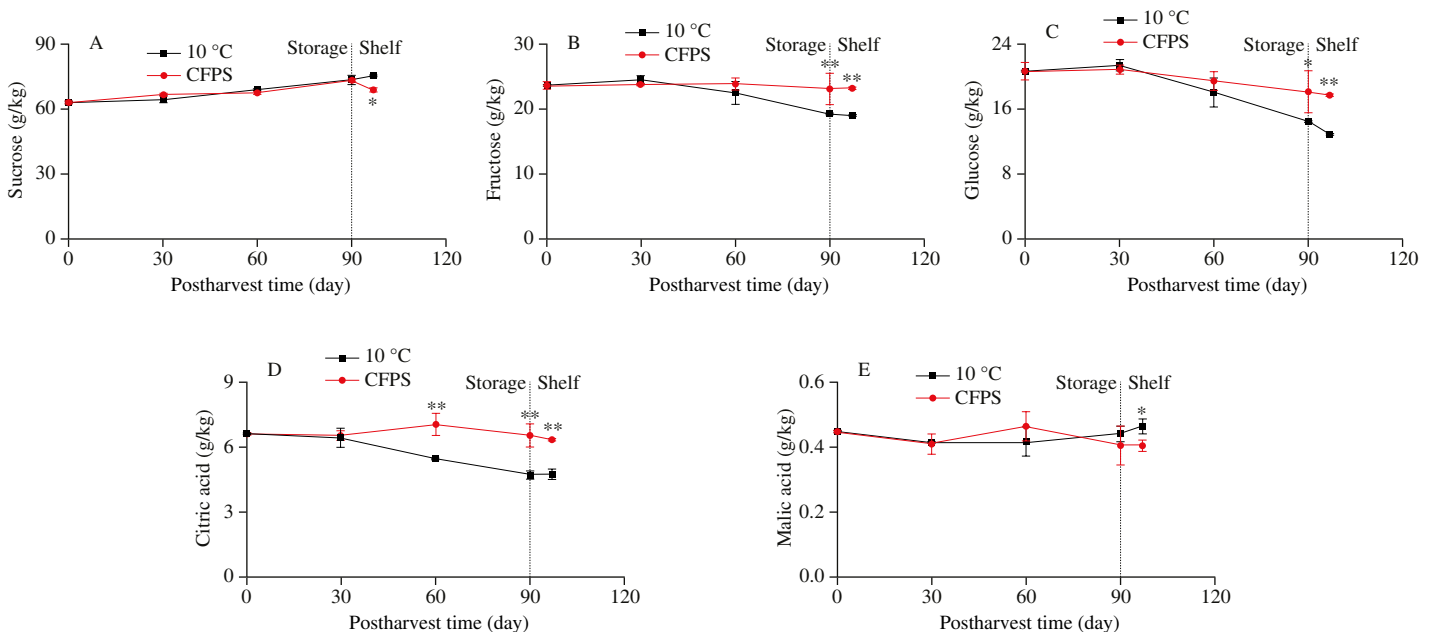 A
10 °C
CFPS
Storage Shelf
90
60
30
0
Sucrose (g/kg)
*
0 30 60 90 120
Postharvest time (day)
B
10 °C
CFPS
Storage Shelf
30
20
10
0
Fructose (g/kg)
**
**
0 30 60 90 120
Postharvest time (day)
C
10 °C
CFPS
Storage Shelf
24
16
8
0
Glucose (g/kg)
*
**
0 30 60 90 120
Postharvest time (day)
D
10 °C
CFPS
Storage Shelf
9
6
3
0
Citric acid (g/kg)
**
**
**
0 30 60 90 120
Postharvest time (day)
E
10 °C
CFPS
Storage Shelf
0.6
0.4
0.2
0.0
Malic acid (g/kg)
*
0 30 60 90 120
Postharvest time (day)